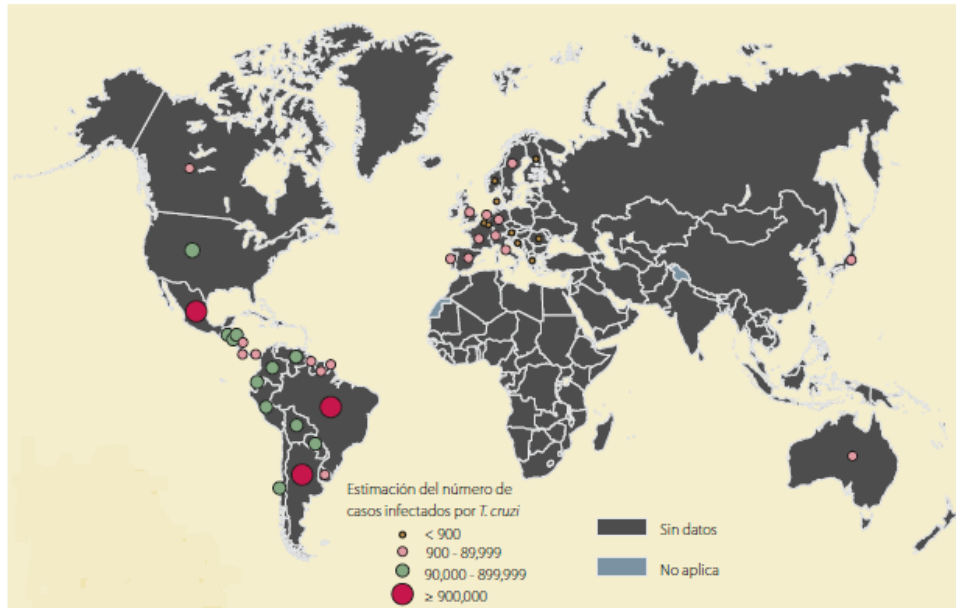 Estimación del número de
casos infectados por T. cruzi
< 900
900 - 89,999
90,000 - 899,999
≥ 900,000
Sin datos
No aplica